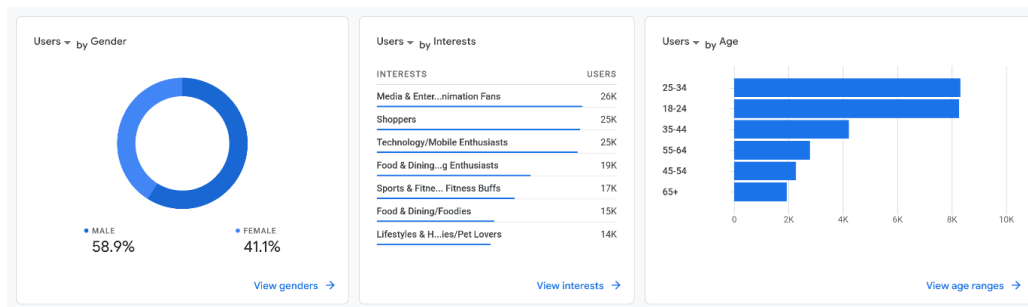 Users by Gender
MALE
58.9%
FEMALE
41.1%
View genders →
Users by Interests
INTERESTS USERS
Media & Enter...nimation Fans 26K
Shoppers 25K
Technology/Mobile Enthusiasts 25K
Food & Dining...g Enthusiasts 19K
Sports & Fitne... Fitness Buffs 17K
Food & Dining/Foodies 15K
Lifestyles & H...ies/Pet Lovers 14K
View interests →
Users by Age
25-34
18-24
35-44
55-64
45-54
65+
0 2K 4K 6K 8K 10K
View age ranges →